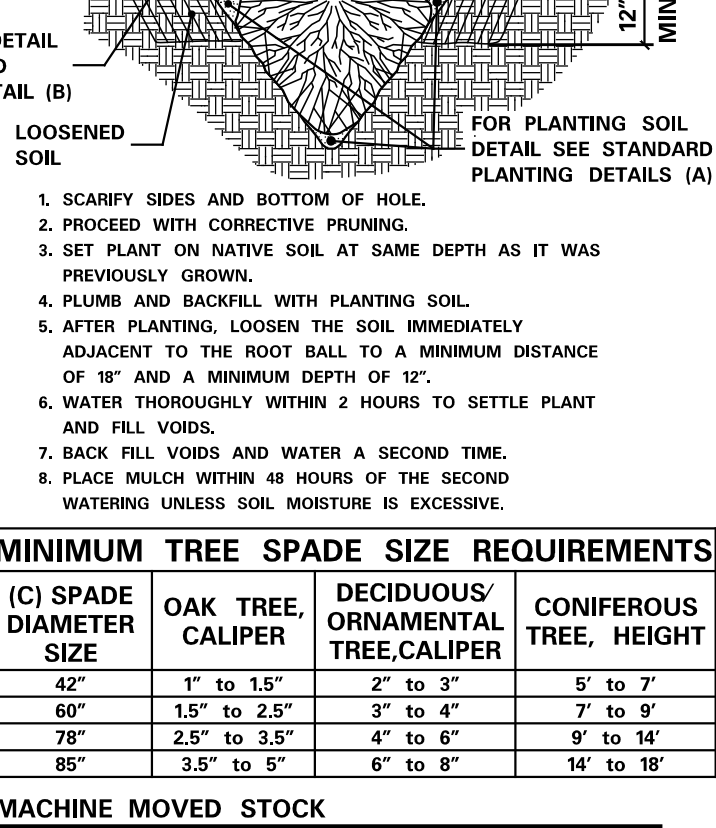 12"
MIN
DETAIL
D
TAIL (B)
LOOSENED
SOIL
FOR PLANTING SOIL
DETAIL SEE STANDARD
PLANTING DETAILS (A)
1. SCARIFY SIDES AND BOTTOM OF HOLE.
2. PROCEED WITH CORRECTIVE PRUNING.
3. SET PLANT ON NATIVE SOIL AT SAME DEPTH AS IT WAS
PREVIOUSLY GROWN.
4. PLUMB AND BACKFILL WITH PLANTING SOIL.
5. AFTER PLANTING, LOOSEN THE SOIL IMMEDIATELY
ADJACENT TO THE ROOT BALL TO A MINIMUM DISTANCE
OF 18" AND A MINIMUM DEPTH OF 12".
6. WATER THOROUGHLY WITHIN 2 HOURS TO SETTLE PLANT
AND FILL VOIDS.
7. BACK FILL VOIDS AND WATER A SECOND TIME.
8. PLACE MULCH WITHIN 48 HOURS OF THE SECOND
WATERING UNLESS SOIL MOISTURE IS EXCESSIVE.
MINIMUM TREE SPADE SIZE REQUIREMENTS
(C) SPADE
DIAMETER
SIZE
OAK TREE,
CALIPER
DECIDUOUS/
ORNAMENTAL
TREE,CALIPER
CONIFEROUS
TREE, HEIGHT
42" 1" to 1.5" 2" to 3" 5' to 7'
60" 1.5" to 2.5" 3" to 4" 7' to 9'
78" 2.5" to 3.5" 4" to 6" 9' to 14'
85" 3.5" to 5" 6" to 8" 14' to 18'
MACHINE MOVED STOCK